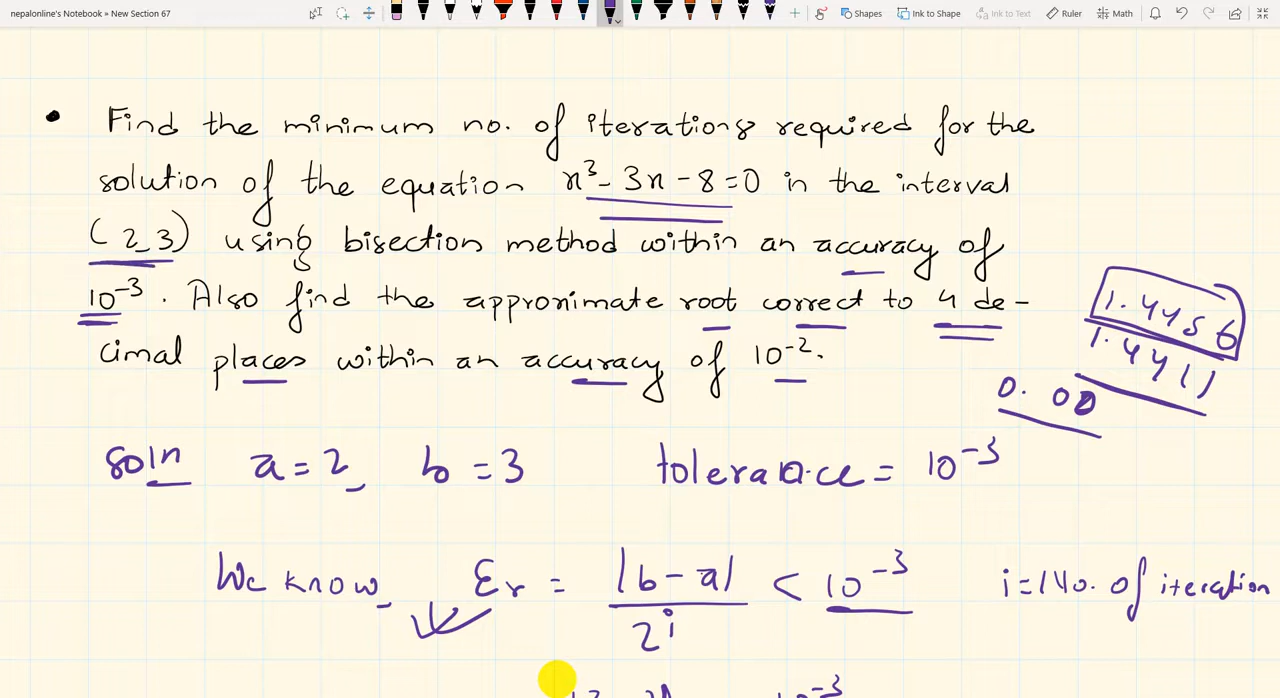 nepalonline's Notebook » New Section 67
Shapes Ink to Shape Ink to Text Ruler Math
• Find the minimum no. of iterations required for the
solution of the equation x³ - 3x - 8 = 0 in the interval
(2, 3) using bisection method within an accuracy of
10⁻³. Also find the approximate root correct to 4 de-
cimal places within an accuracy of 10⁻².
1.4456
1.4411
0.00
soln a = 2, b = 3 tolerance = 10⁻³
We know, Er = |b - a| / 2^i < 10⁻³ i = No. of iteration
10⁻³